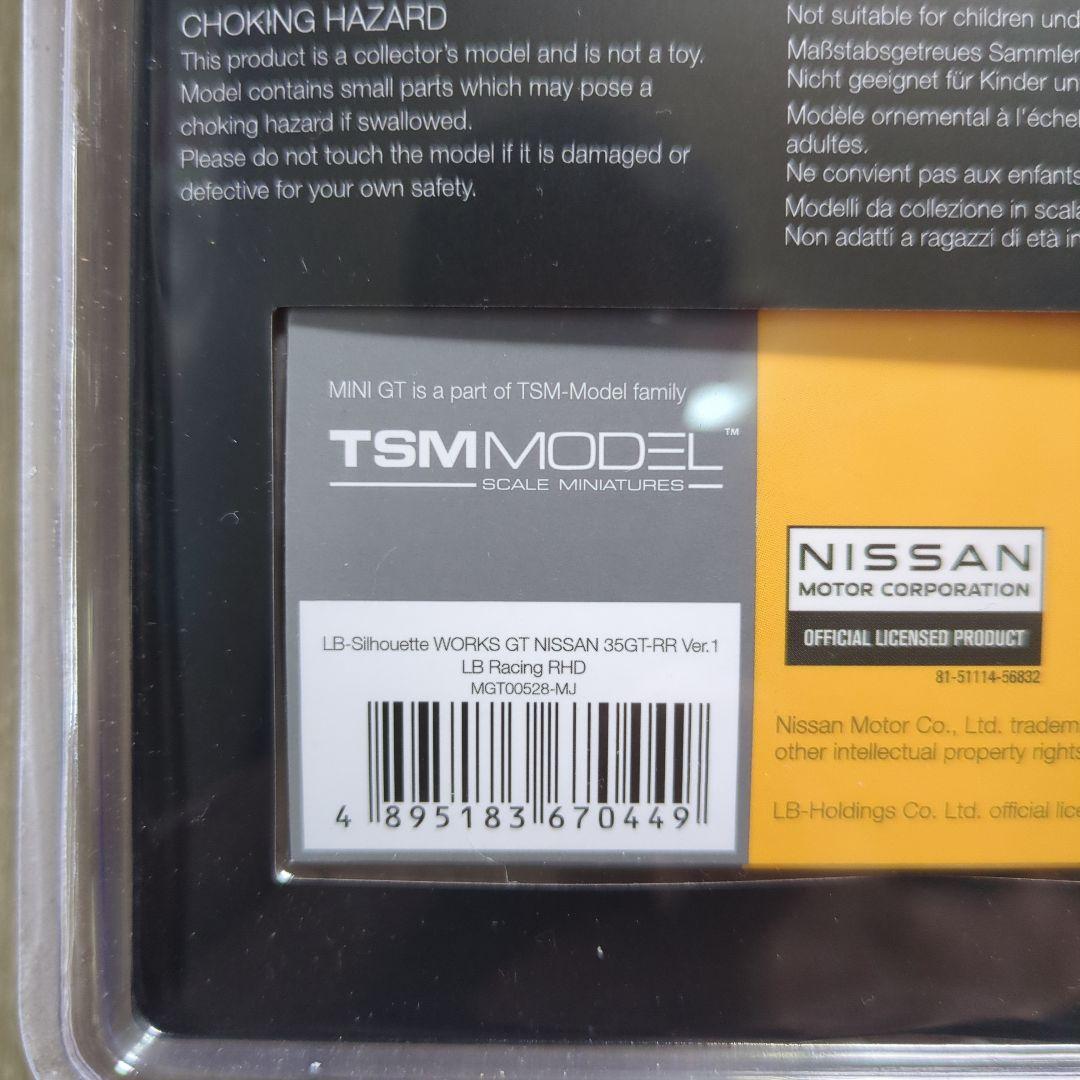 CHOKING HAZARD
This product is a collector's model and is not a toy.
Model contains small parts which may pose a
choking hazard if swallowed.
Please do not touch the model if it is damaged or
defective for your own safety.
Not suitable for children
Maßstabsgetreues
Nicht geeignet für Kinder
Modèle ornemental à
adultes.
Ne convient pas aux enfants
Modelli da collezione in
Non adatti a ragazzi di età
MINI GT is a part of TSM-Model family
TSMMODEL™
SCALE MINIATURES
LB-Silhouette WORKS GT NISSAN 35GT-RR Ver.1
LB Racing RHD
MGT00528-MJ
4 895183 670449
NISSAN
MOTOR CORPORATION
OFFICIAL LICENSED PRODUCT
81-51114-56832
Nissan Motor Co., Ltd.
other intellectual property rights
LB-Holdings Co. Ltd. official